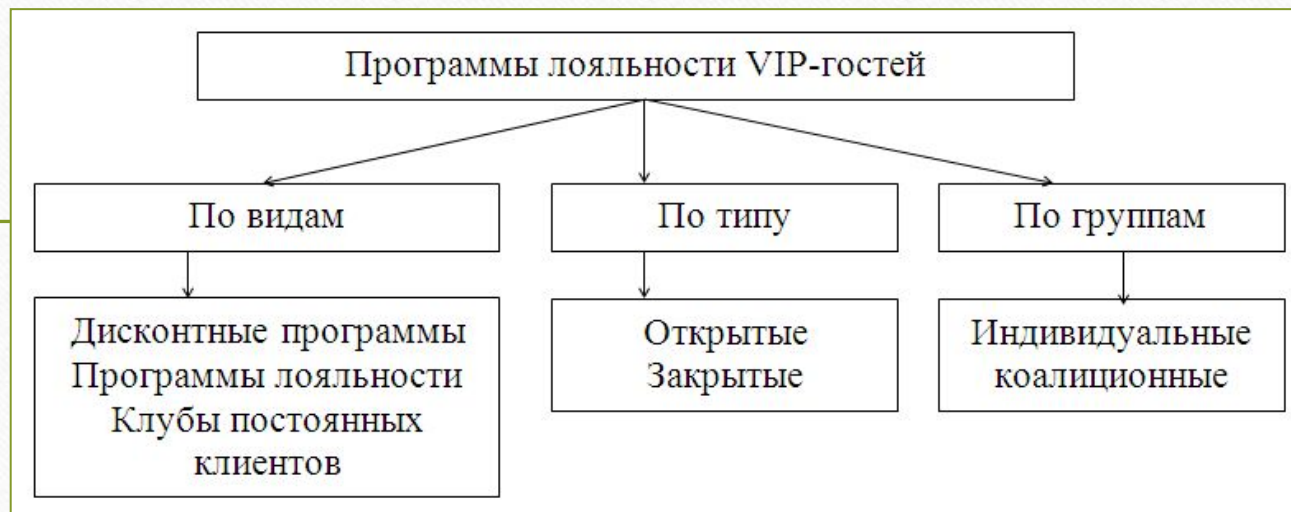 Программы лояльности VIP-гостей
По видам
По типу
По группам
Дисконтные программы
Программы лояльности
Клубы постоянных
клиентов
Открытые
Закрытые
Индивидуальные
коалиционные